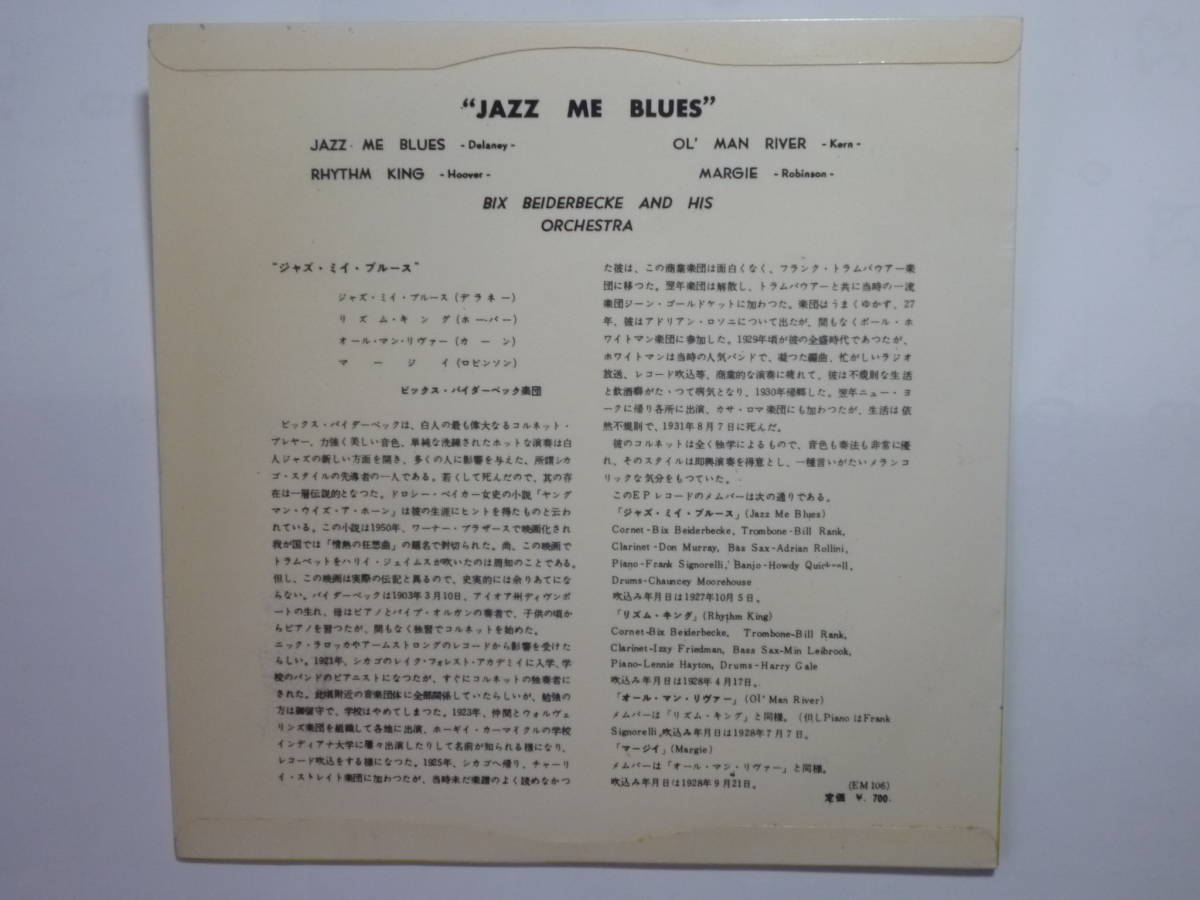 “JAZZ ME BLUES”
JAZZ ME BLUES - Delaney -
OL' MAN RIVER - Kern -
RHYTHM KING - Hoover -
MARGIE - Robinson -
BIX BEIDERBECKE AND HIS
ORCHESTRA
“ジャズ・ミイ・ブルース”
ジャズ・ミイ・ブルース(デラネー)
リズム・キング(ホーバー)
オール・マン・リヴァー(カーン)
マージイ(ロビンソン)
ビックス・バイダーベック楽団
ビックス・バイダーベックは、白人の最も偉大なるコルネット・
プレヤー、力強く美しい音色、単純な洗練されたホットな演奏は白
人ジャズの新しい方面を開き、多くの人に影響を与えた。所謂シカ
ゴ・スタイルの先導者の一人である。若くして死んだので、其の存
在は一層伝説的となつた。ドロシー・ベイカー女史の小説「ヤング
マン・ウイズ・ア・ホーン」は彼の生涯にヒントを得たものと云わ
れている。この小説は1950年、ワーナー・ブラザースで映画化され
我が国では「情熱の狂想曲」の題名で封切られた。尚、この映画で
トラムペットをハリイ・ジェイムスが吹いたのは周知のことである。
但し、この映画は実際の伝記と異るので、史実的には余りあてにな
らない。バイダーベックは1903年3月10日、アイオア州ディヴンポ
ートの生れ、母はピアノとパイプ・オルガンの奏者で、子供の頃か
らピアノを習つたが、間もなく独習でコルネットを始めた。
ニック・ラロッカやアームストロングのレコードから影響を受けた
らしい。1921年、シカゴのレイク・フォレスト・アカデミイに入学、学
校のバンドのピアニストになつたが、すぐにコルネットの独奏者に
された。此頃附近の音楽団体に全部関係していたらしいが、勉強の
方は御留守で、学校はやめてしまつた。1923年、仲間とウォルヴェ
リンズ楽団を組織して各地に出演、ホーギイ・カーマイクルの学校
インディアナ大学に屢々出演したりして名前が知られる様になり、
レコード吹込をする様になつた。1925年、シカゴへ帰り、チャーリ
イ・ストレイト楽団に加わつたが、当時未だ楽譜のよく読めなかつ
た彼は、この商業楽団は面白くなく、フランク・トラムバウアー楽
団に移つた。翌年楽団は解散し、トラムバウアーと共に当時の一流
楽団ジーン・ゴールドケットに加わつた。楽団はうまくゆかず、27
年、彼はアドリアン・ロソニについて出たが、間もなくポール・ホ
ワイトマン楽団に参加した。1929年頃が彼の全盛時代であつたが、
ホワイトマンは当時の人気バンドで、凝つた編曲、忙がしいラジオ
放送、レコード吹込等、商業的な演奏に疲れて、彼は不規則な生活
と飲酒癖がた・つて病気となり、1930年帰郷した。翌年ニュー・ヨ
ークに帰り各所に出演、カサ・ロマ楽団にも加わつたが、生活は依
然不規則で、1931年8月7日に死んだ。
彼のコルネットは全く独学によるもので、音色も奏法も非常に優
れ、そのスタイルは即興演奏を得意とし、一種言いがたいメランコ
リックな気分をもつていた。
このEPレコードのメムバーは次の通りである。
「ジャズ・ミイ・ブルース」(Jazz Me Blues)
Cornet-Bix Beiderbecke, Trombone-Bill Rank,
Clarinet-Don Murray, Bas Sax-Adrian Rollini,
Piano-Frank Signorelli, Banjo-Howdy
Drums-Chauncey Moorehouse
吹込み年月日は1927年10月5日。
「リズム・キング」(Rhythm King)
Cornet-Bix Beiderbecke, Trombone-Bill Rank,
Clarinet-Izzy Friedman, Bass Sax-Min Leibrook,
Piano-Lennie Hayton, Drums-Harry Gale
吹込み年月日は1928年4月17日。
「オール・マン・リヴァー」(Ol' Man River)
メムバーは「リズム・キング」と同様。(但しPianoはFrank
Signorelli 吹込み年月日は1928年7月7日。
「マージイ」(Margie)
メムバーは「オール・マン・リヴァー」と同様。
吹込み年月日は1928年9月21日。
(EM 106)
定価 ¥. 700.